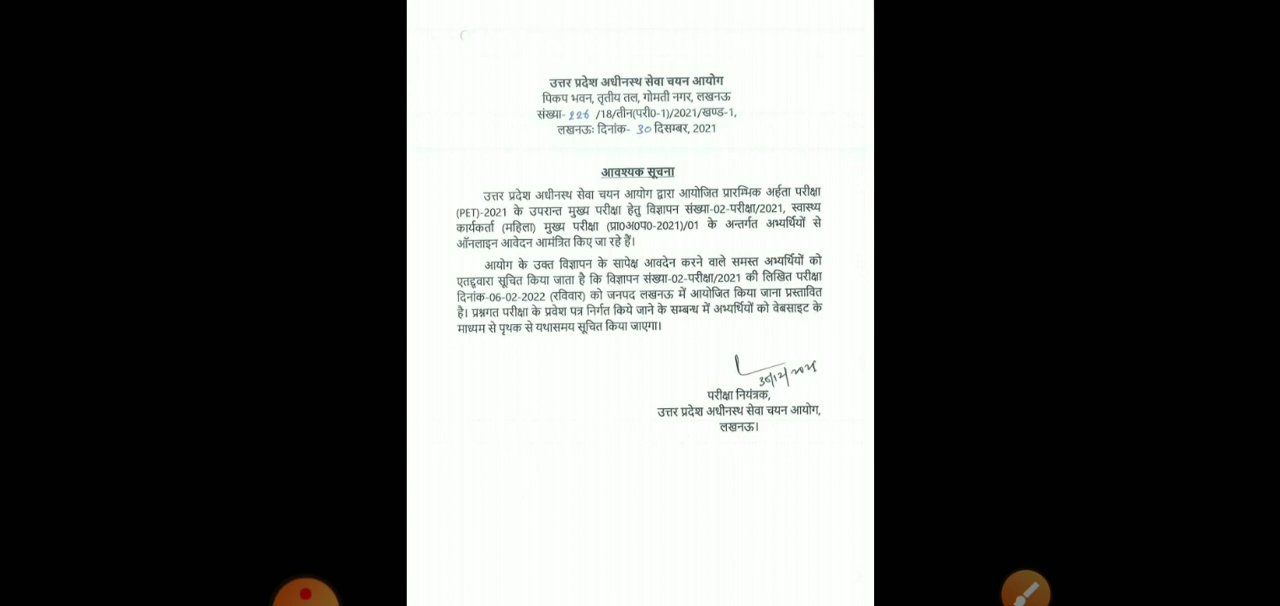 उत्तर प्रदेश अधीनस्थ सेवा चयन आयोग
पिकप भवन, तृतीय तल, गोमती नगर, लखनऊ
संख्या- 226 /18/तीन(परी0-1)/2021/खण्ड-1,
लखनऊः दिनांक- 30 दिसम्बर, 2021
आवश्यक सूचना
उत्तर प्रदेश अधीनस्थ सेवा चयन आयोग द्वारा आयोजित प्रारम्भिक अर्हता परीक्षा
(PET)-2021 के उपरान्त मुख्य परीक्षा हेतु विज्ञापन संख्या-02-परीक्षा/2021, स्वास्थ्य
कार्यकर्ता (महिला) मुख्य परीक्षा (प्रा0अ0प0-2021)/01 के अन्तर्गत अभ्यर्थियों से
ऑनलाइन आवेदन आमंत्रित किए जा रहे हैं।
आयोग के उक्त विज्ञापन के सापेक्ष आवदेन करने वाले समस्त अभ्यर्थियों को
एतद्द्वारा सूचित किया जाता है कि विज्ञापन संख्या-02-परीक्षा/2021 की लिखित परीक्षा
दिनांक-06-02-2022 (रविवार) को जनपद लखनऊ में आयोजित किया जाना प्रस्तावित
है। प्रश्नगत परीक्षा के प्रवेश पत्र निर्गत किये जाने के सम्बन्ध में अभ्यर्थियों को वेबसाइट के
माध्यम से पृथक से यथासमय सूचित किया जाएगा।
30/12/2021
परीक्षा नियंत्रक,
उत्तर प्रदेश अधीनस्थ सेवा चयन आयोग,
लखनऊ।